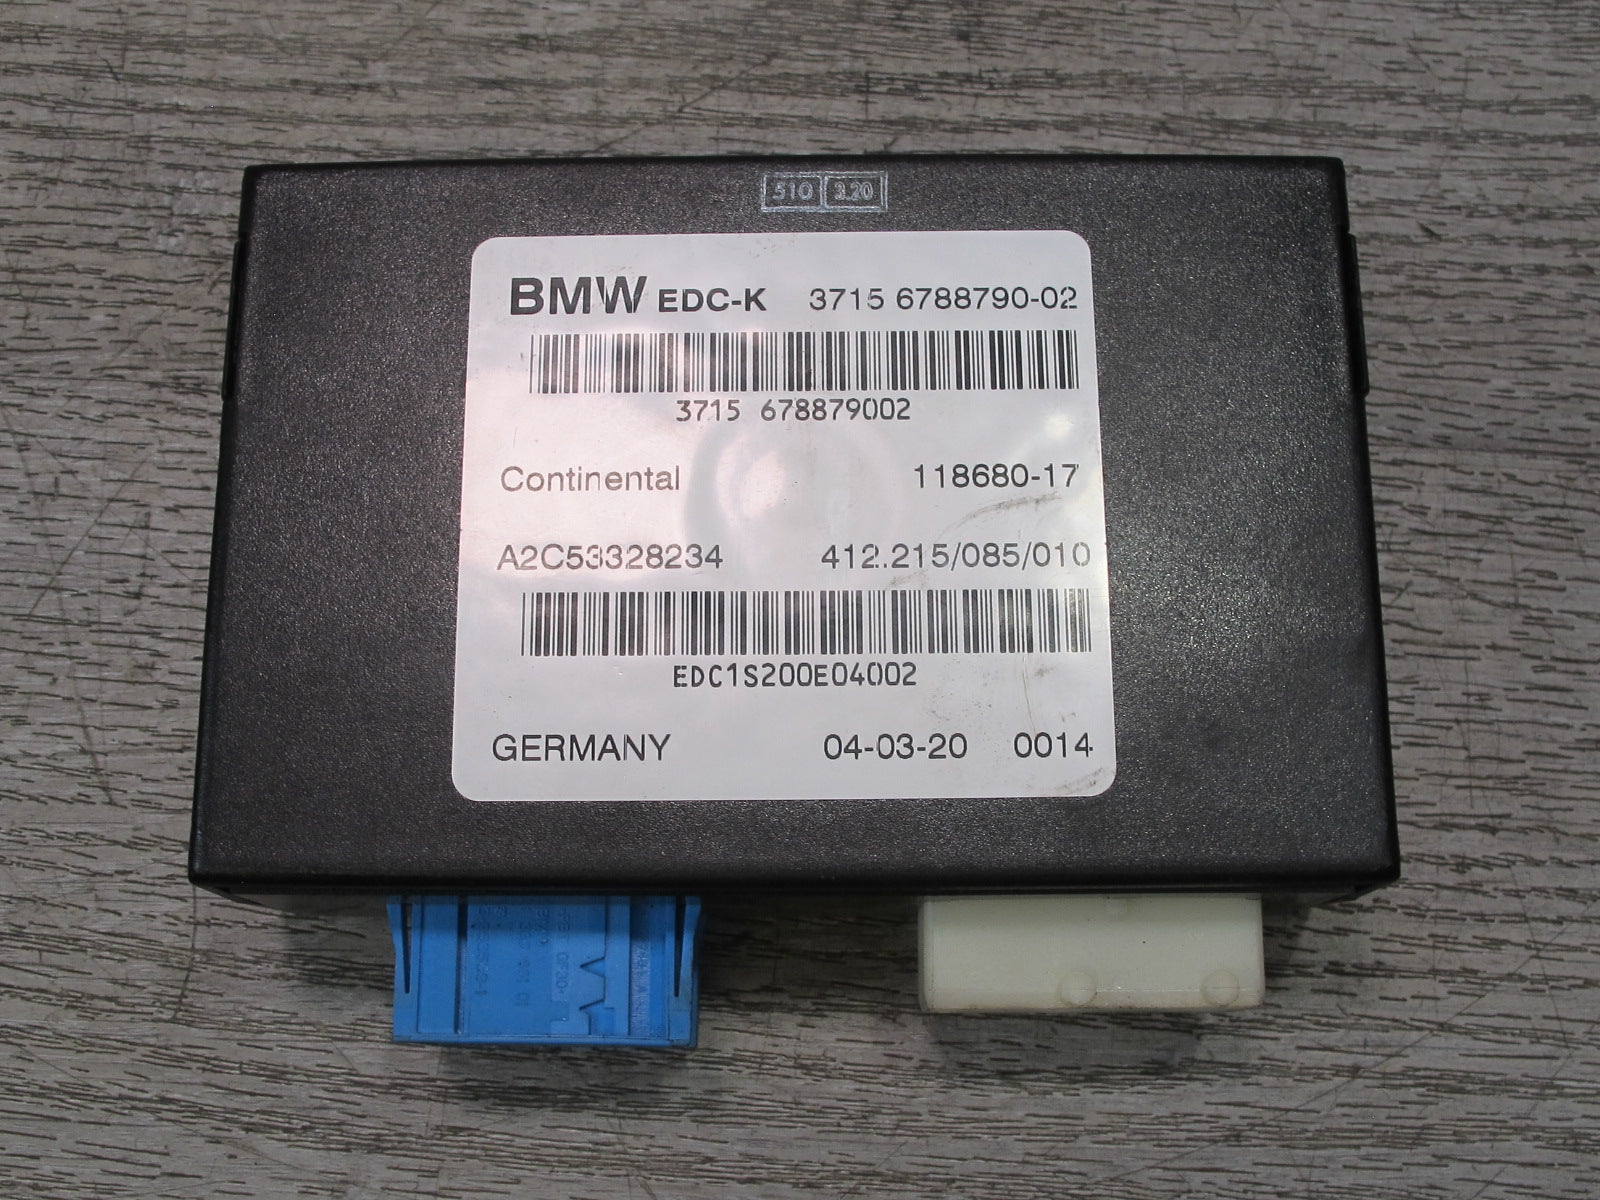 510 3.20
BMW EDC-K 3715 6788790-02
3715 678879002
Continental 118680-17
A2C53328234 412.215/085/010
EDC1S200E04002
GERMANY 04-03-20 0014